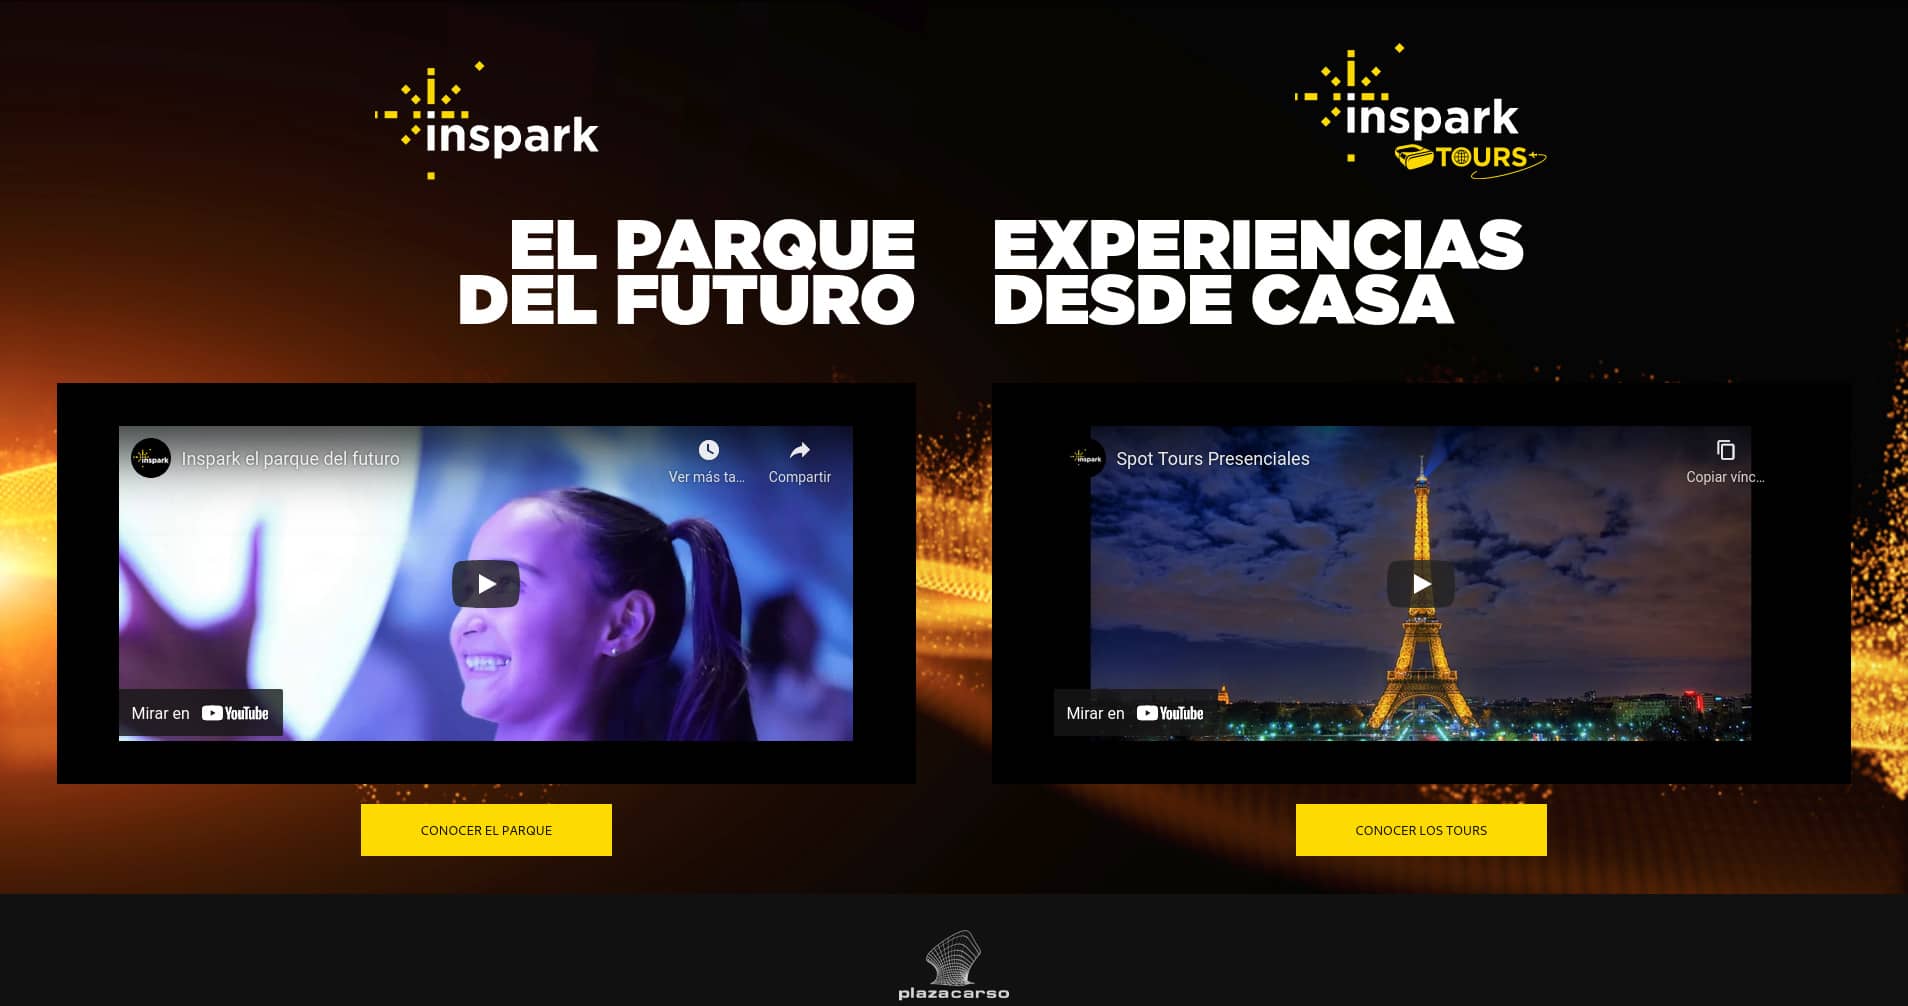 inspark
EL PARQUE
DEL FUTURO
inspark
Inspark el parque del futuro
Ver más ta...
Compartir
Mirar en YouTube
CONOCER EL PARQUE
inspark
TOURS
EXPERIENCIAS
DESDE CASA
inspark
Spot Tours Presenciales
Copiar vínc...
Mirar en YouTube
CONOCER LOS TOURS
plazacarso